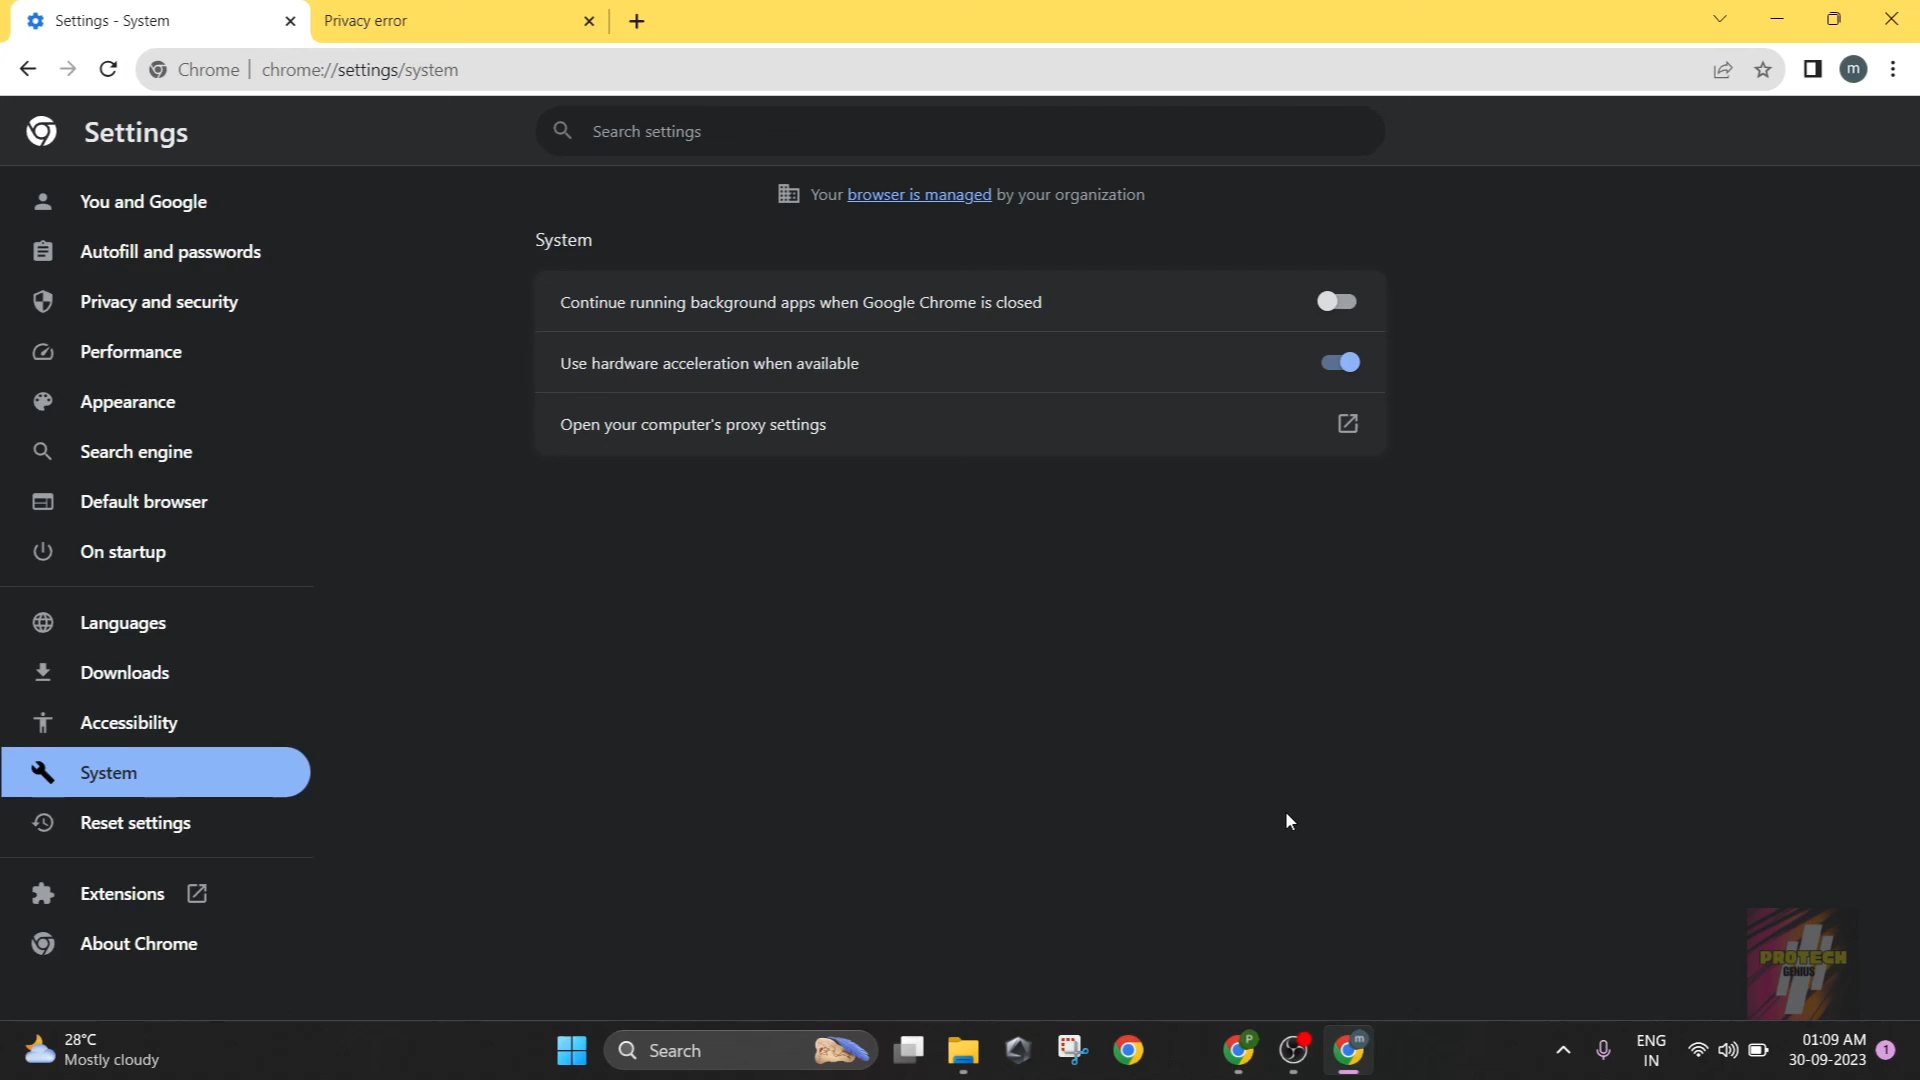 Settings - System
Privacy error
Chrome
chrome://settings/system
m
Settings
Search settings
Your browser is managed by your organization
You and Google
Autofill and passwords
Privacy and security
Performance
Appearance
Search engine
Default browser
On startup
Languages
Downloads
Accessibility
System
Reset settings
Extensions
About Chrome
System
Continue running background apps when Google Chrome is closed
Use hardware acceleration when available
Open your computer's proxy settings
PROTECH
GENIUS
28°C
Mostly cloudy
Search
P
m
ENG
IN
01:09 AM
30-09-2023
1